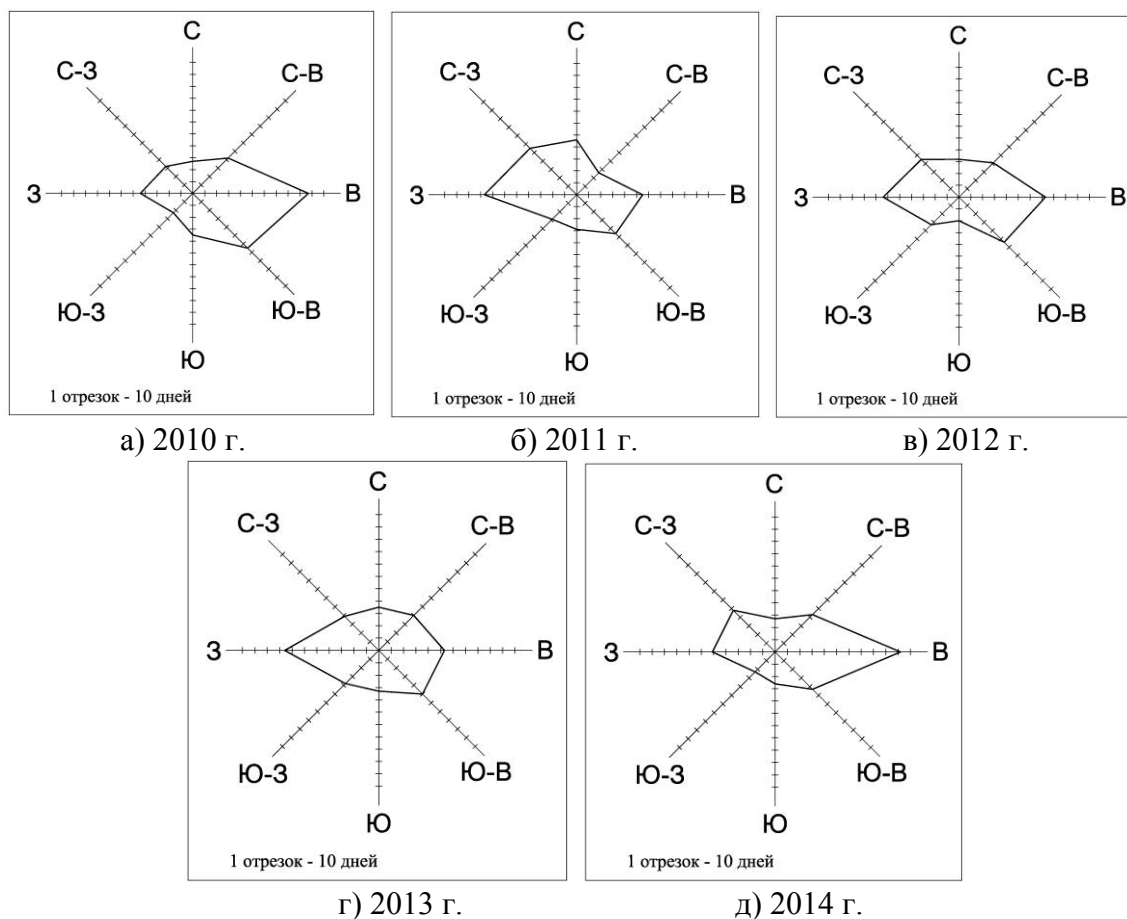 С
С-З
С-В
З
В
Ю-З
Ю-В
Ю
1 отрезок - 10 дней
а) 2010 г.
С
С-З
С-В
З
В
Ю-З
Ю-В
Ю
1 отрезок - 10 дней
б) 2011 г.
С
С-З
С-В
З
В
Ю-З
Ю-В
Ю
1 отрезок - 10 дней
в) 2012 г.
С
С-З
С-В
З
В
Ю-З
Ю-В
Ю
1 отрезок - 10 дней
г) 2013 г.
С
С-З
С-В
З
В
Ю-З
Ю-В
Ю
1 отрезок - 10 дней
д) 2014 г.